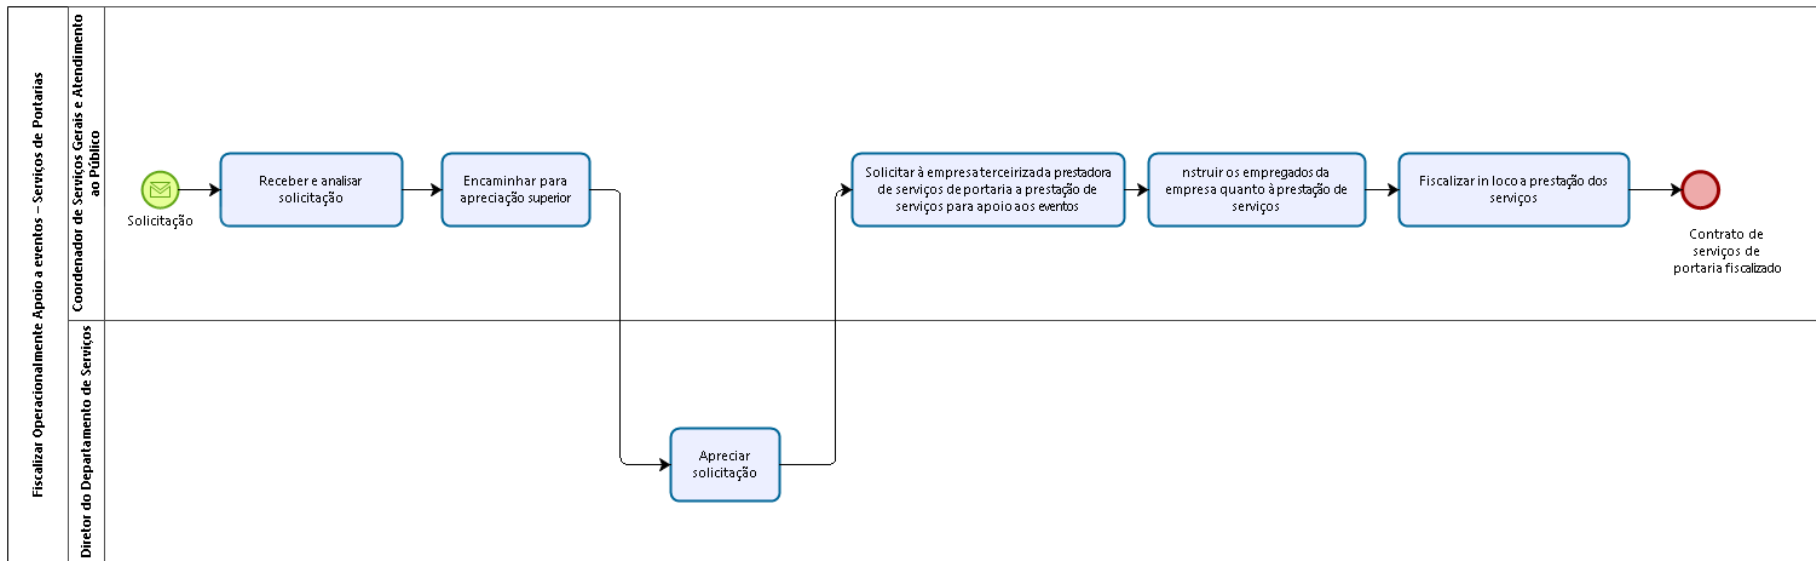 Fiscalizar Operacionalmente Apoio a eventos – Serviços de Portarias
Coordenador de Serviços Gerais e Atendimento
ao Público
Solicitação
Receber e analisar
solicitação
Encaminhar para
apreciação superior
Solicitar à empresa terceirizada prestadora
de serviços de portaria a prestação de
serviços para apoio aos eventos
nstruir os empregados da
empresa quanto à prestação de
serviços
Fiscalizar in loco a prestação dos
serviços
Contrato de
serviços de
portaria fiscalizado
Diretor do Departamento de Serviços
Apreciar
solicitação